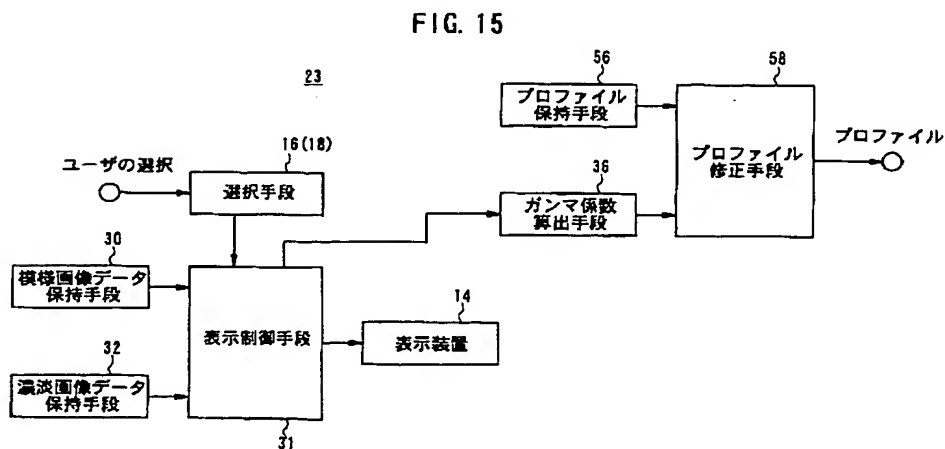 FIG. 15
23
56
プロファイル
保持手段
58
プロファイル
修正手段
プロファイル
ユーザの選択
16(18)
選択手段
36
ガンマ係数
算出手段
30
模様画像データ
保持手段
表示制御手段
31
14
表示装置
32
濃淡画像データ
保持手段